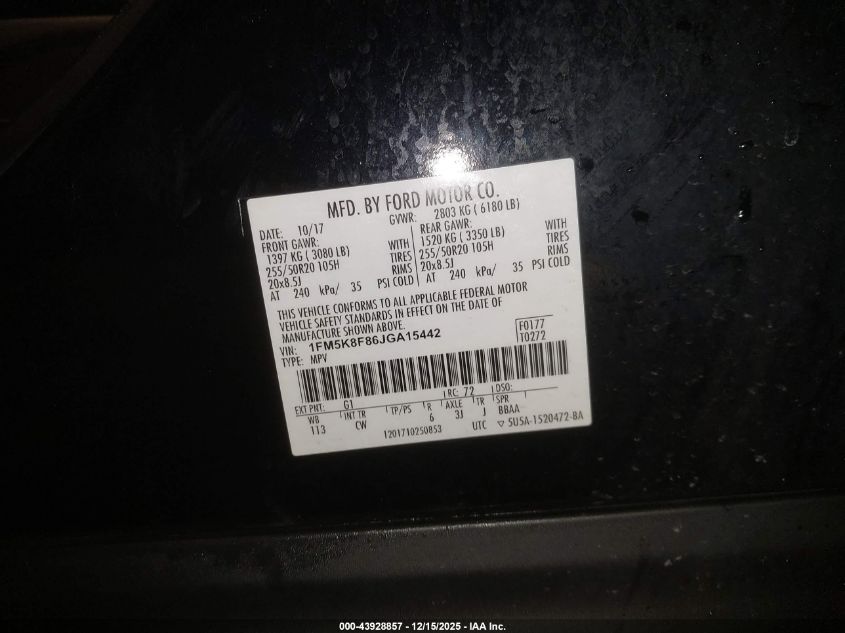 MFD. BY FORD MOTOR CO.
DATE: 10/17 GVWR: 2803 KG ( 6180 LB)
FRONT GAWR: REAR GAWR:
1397 KG ( 3080 LB) WITH 1520 KG ( 3350 LB) WITH
255/50R20 105H TIRES 255/50R20 105H TIRES
20x8.5J RIMS 20x8.5J RIMS
AT 240 kPa/ 35 PSI COLD AT 240 kPa/ 35 PSI COLD
THIS VEHICLE CONFORMS TO ALL APPLICABLE FEDERAL MOTOR
VEHICLE SAFETY STANDARDS IN EFFECT ON THE DATE OF
MANUFACTURE SHOWN ABOVE.
VIN: 1FM5K8F86JGA15442 F0177
TYPE: MPV T0272
EXT PNT: G1 RC: 72 DSO:
WB INT TR TP/PS R AXLE TR SPR
113 CW 6 3J J BBAA
1201710250853 UTC ▽ 5U5A-1520472-BA
000-43928857 - 12/15/2025 - IAA Inc.